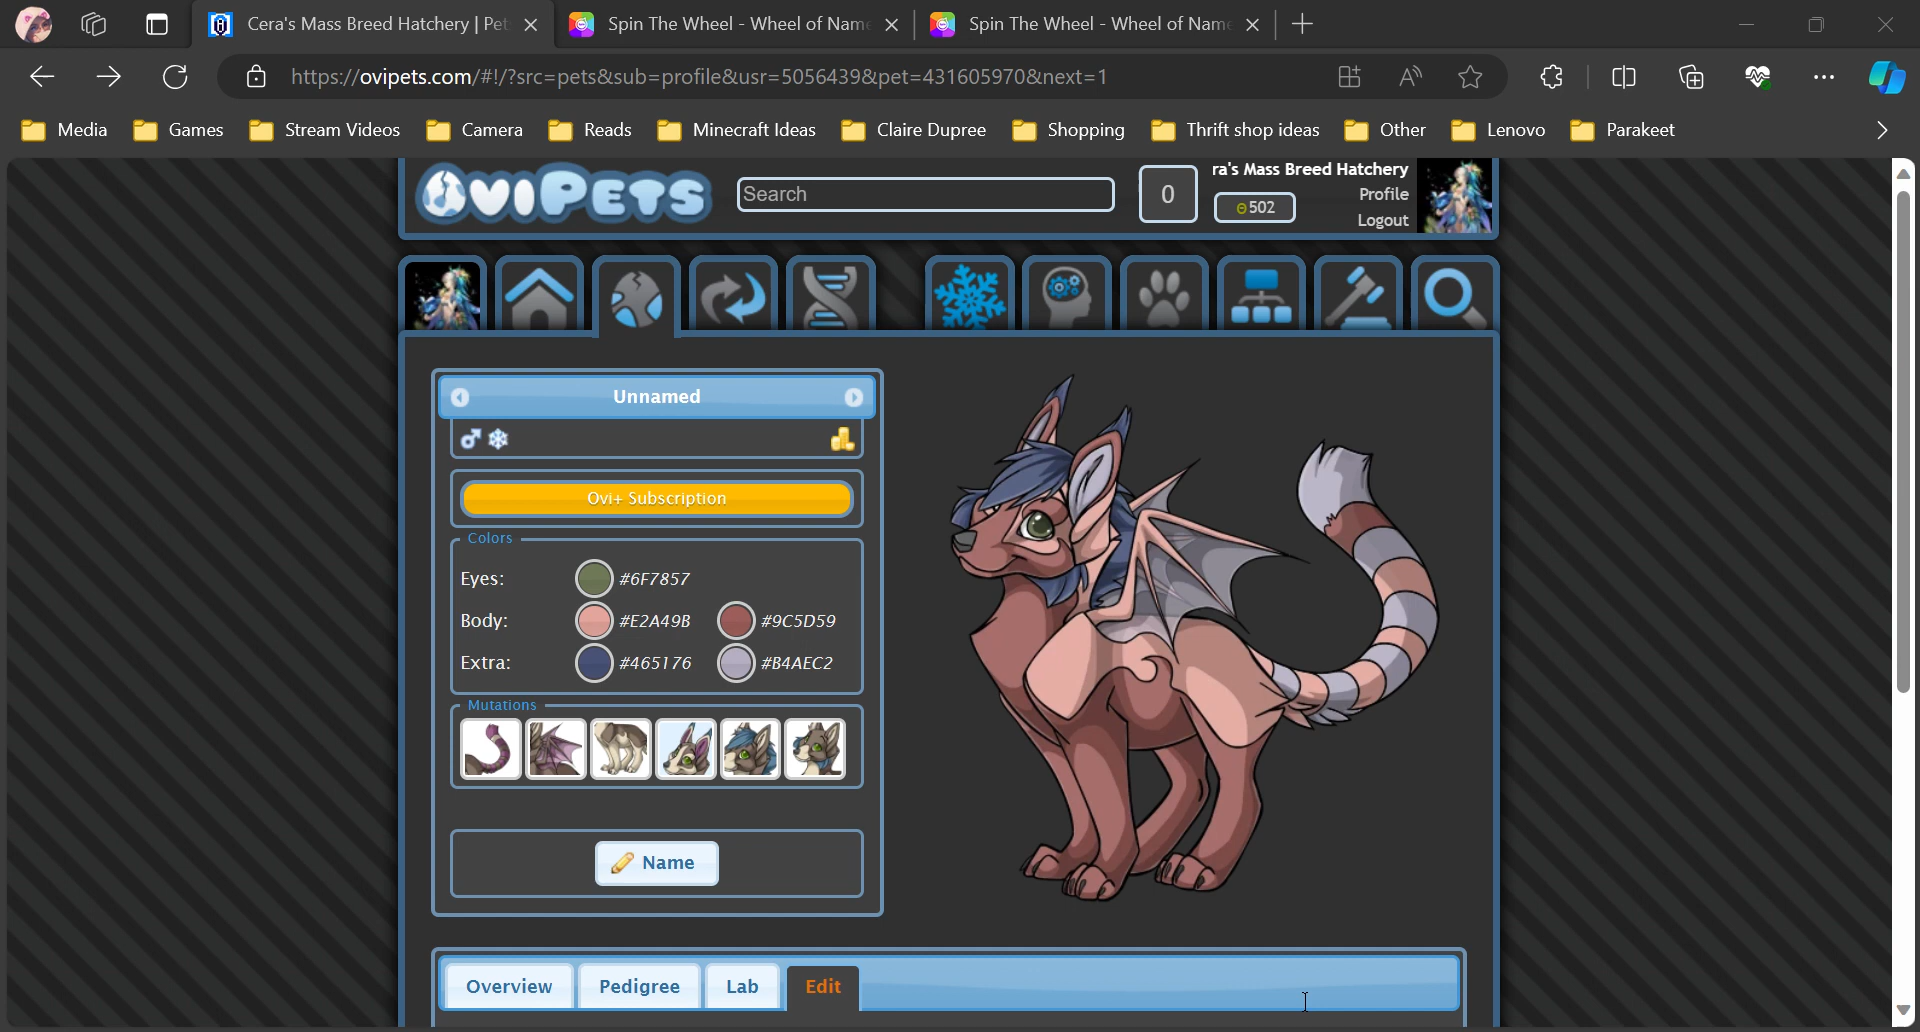 Cera's Mass Breed Hatchery | Pet
Spin The Wheel - Wheel of Name
Spin The Wheel - Wheel of Name
https://ovipets.com/#!/?src=pets&sub=profile&usr=5056439&pet=431605970&next=1
Media
Games
Stream Videos
Camera
Reads
Minecraft Ideas
Claire Dupree
Shopping
Thrift shop ideas
Other
Lenovo
Parakeet
OviPets
Search
0
ra's Mass Breed Hatchery
502
Profile
Logout
Unnamed
Ovi+ Subscription
Colors
Eyes: #6F7857
Body: #E2A49B #9C5D59
Extra: #465176 #B4AEC2
Mutations
Name
Overview
Pedigree
Lab
Edit